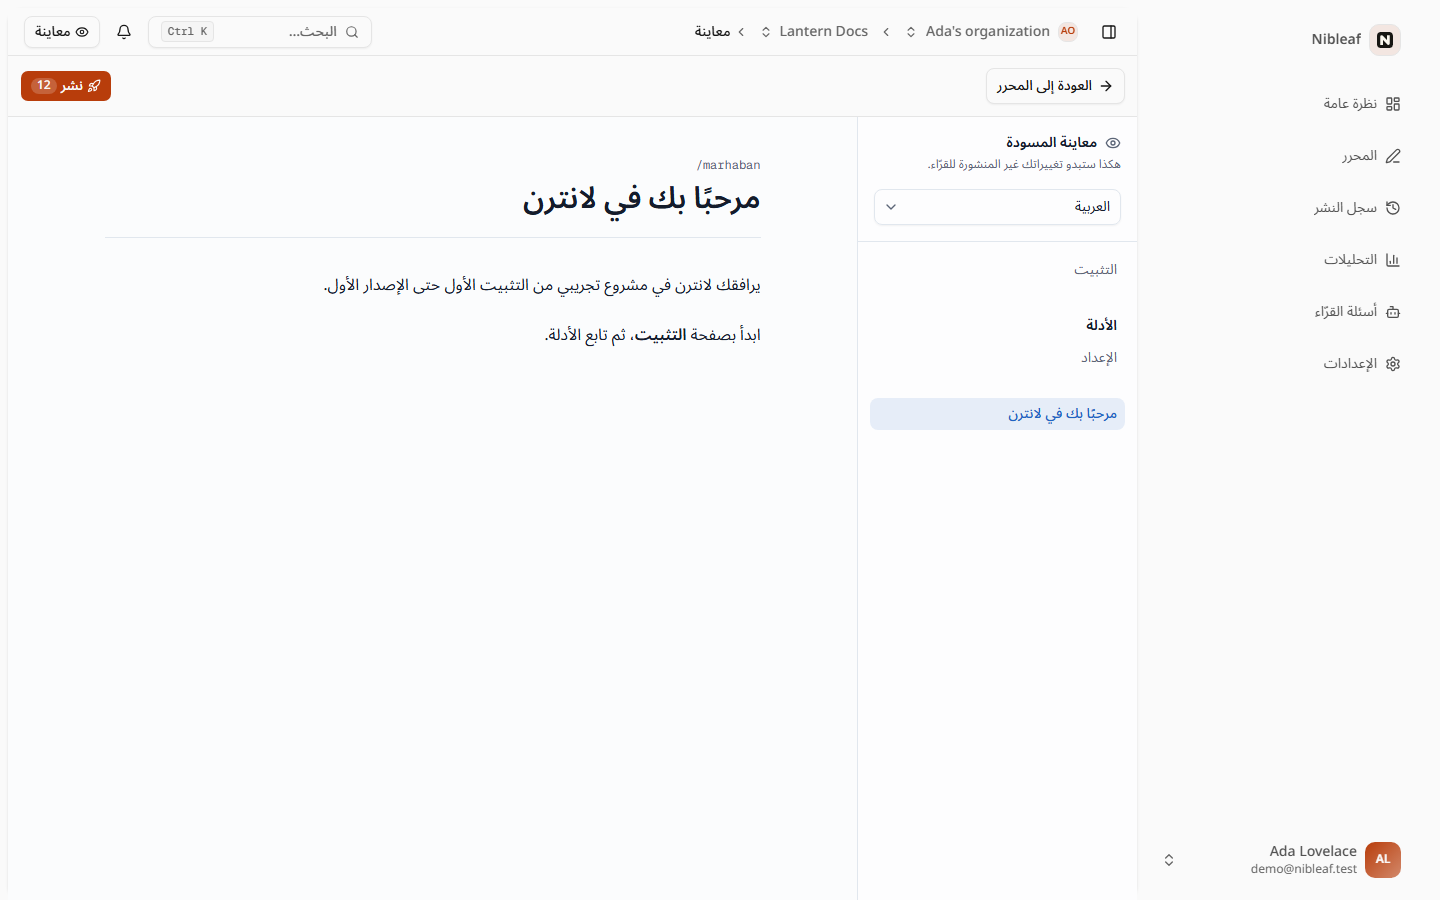 Nibleaf
نظرة عامة
المحرر
سجل النشر
التحليلات
أسئلة القرّاء
الإعدادات
AL
Ada Lovelace
demo@nibleaf.test
AO Ada's organization
Lantern Docs
معاينة
البحث...
Ctrl K
معاينة
العودة إلى المحرر
نشر 12
معاينة المسودة
هكذا ستبدو تغييراتك غير المنشورة للقرّاء.
العربية
التثبيت
الأدلة
الإعداد
مرحبًا بك في لانترن
/marhaban
مرحبًا بك في لانترن
يرافقك لانترن في مشروع تجريبي من التثبيت الأول حتى الإصدار الأول.
ابدأ بصفحة التثبيت، ثم تابع الأدلة.